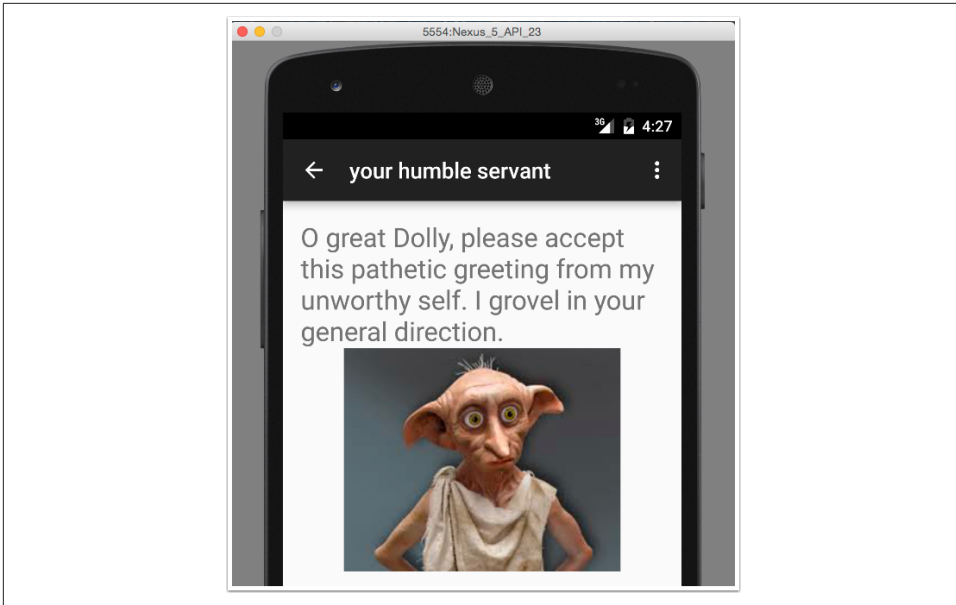 5554:Nexus_5_API_23
3G 4:27
your humble servant
O great Dolly, please accept
this pathetic greeting from my
unworthy self. I grovel in your
general direction.